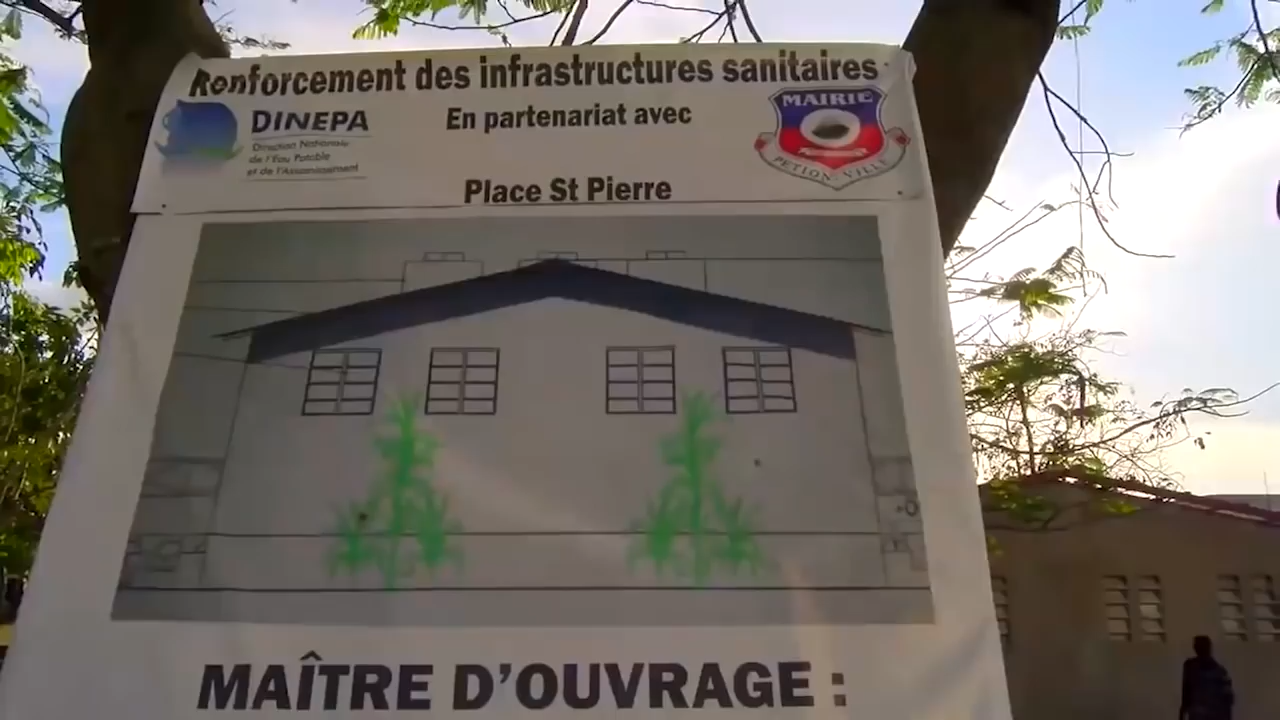 Renforcement des infrastructures sanitaires
DINEPA
Direction Nationale
de l'Eau Potable
et de l'Assainissement
En partenariat avec
MAIRIE
PETION-VILLE
Place St Pierre
MAÎTRE D'OUVRAGE :